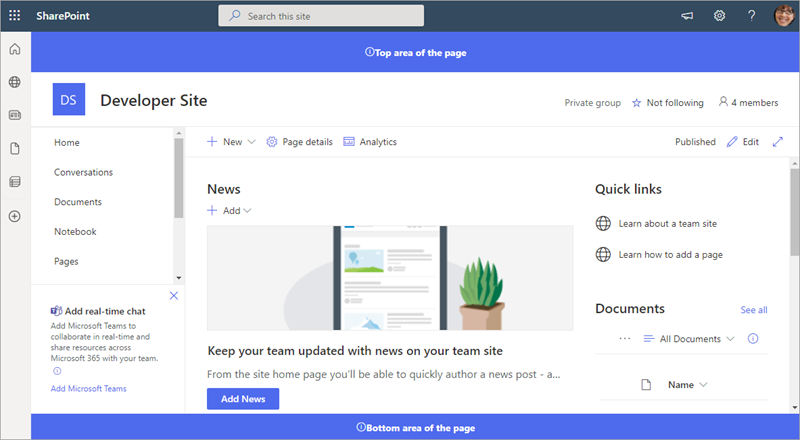 SharePoint
Search this site
?
Top area of the page
DS
Developer Site
Private group
Not following
4 members
Home
Conversations
Documents
Notebook
Pages
New
Page details
Analytics
Published
Edit
News
Add
Keep your team updated with news on your team site
From the site home page you'll be able to quickly author a news post - a...
Add News
Quick links
Learn about a team site
Learn how to add a page
Documents
See all
All Documents
Name
Add real-time chat
Add Microsoft Teams to
collaborate in real-time and
share resources across
Microsoft 365 with your team.
Add Microsoft Teams
Bottom area of the page